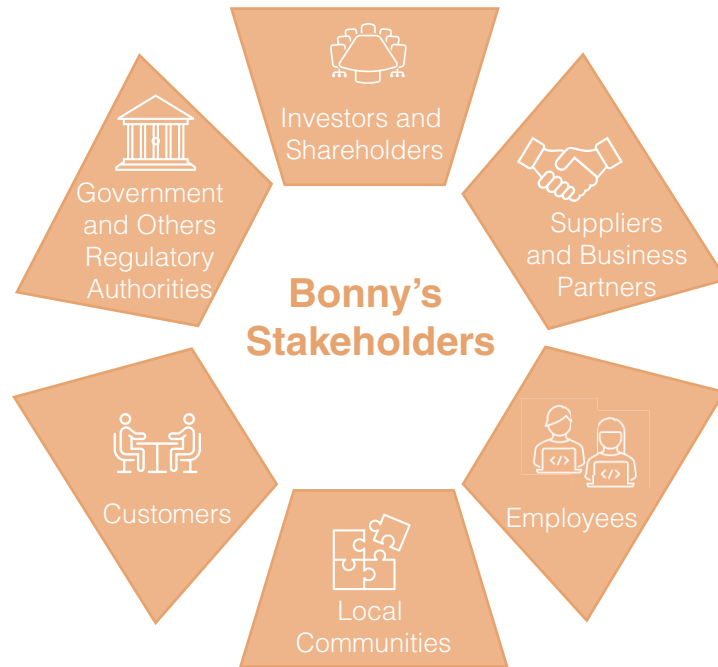 Investors and
Shareholders
Government
and Others
Regulatory
Authorities
Suppliers
and Business
Partners
Bonny's
Stakeholders
Customers
</>
</>
Employees
Local
Communities